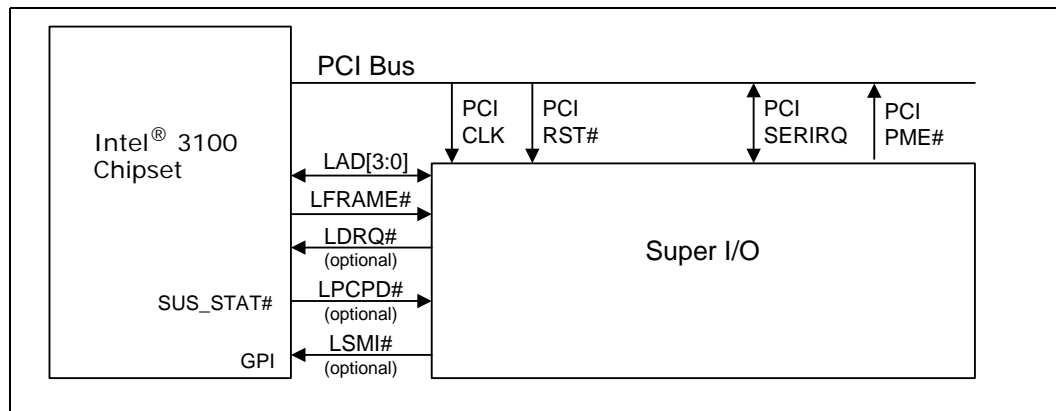 PCI Bus
PCI
CLK
PCI
RST#
PCI
SERIRQ
PCI
PME#
Intel® 3100
Chipset
LAD[3:0]
LFRAME#
LDRQ#
(optional)
SUS_STAT#
LPCPD#
(optional)
GPI
LSMI#
(optional)
Super I/O